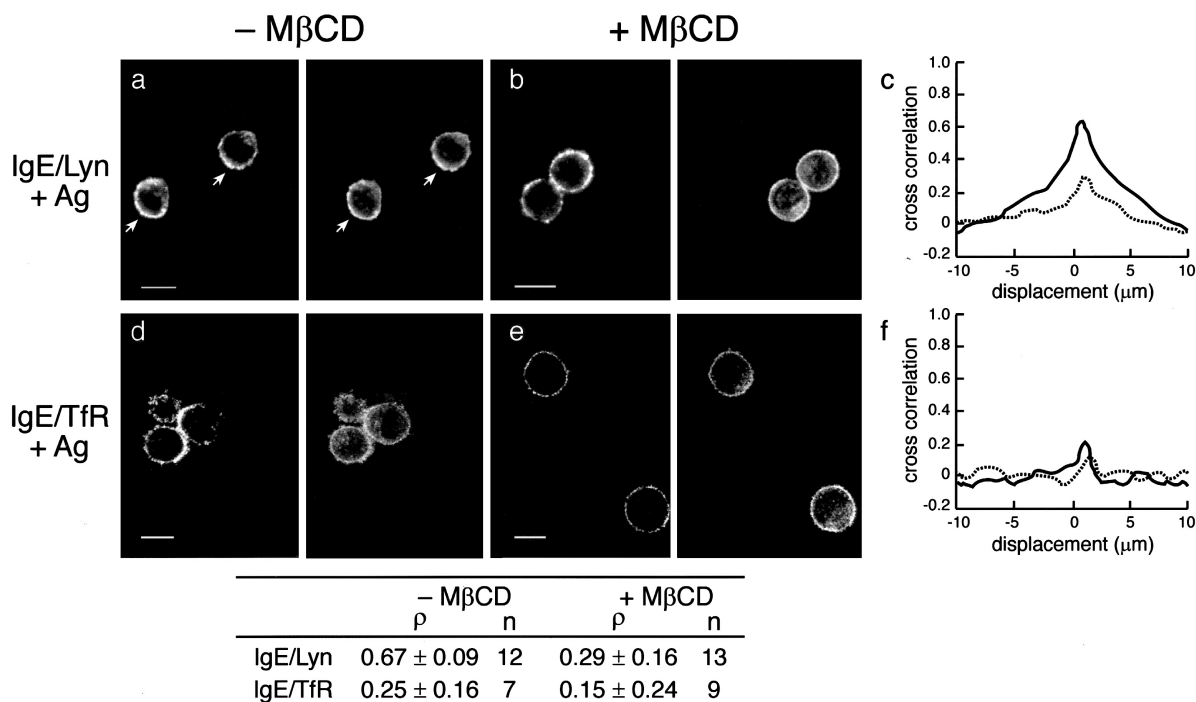 – MβCD
+ MβCD
IgE/Lyn
+ Ag
a
b
c
1.0
0.8
0.6
0.4
0.2
0
-0.2
cross correlation
-10 -5 0 5 10
displacement (μm)
IgE/TfR
+ Ag
d
e
f
1.0
0.8
0.6
0.4
0.2
0
-0.2
cross correlation
-10 -5 0 5 10
displacement (μm)
– MβCD + MβCD
ρ n ρ n
IgE/Lyn 0.67 ± 0.09 12 0.29 ± 0.16 13
IgE/TfR 0.25 ± 0.16 7 0.15 ± 0.24 9